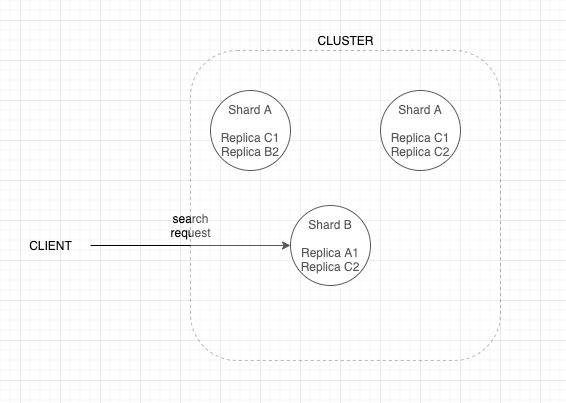 CLUSTER
Shard A
Replica C1
Replica B2
Shard A
Replica C1
Replica C2
search
request
CLIENT
Shard B
Replica A1
Replica C2